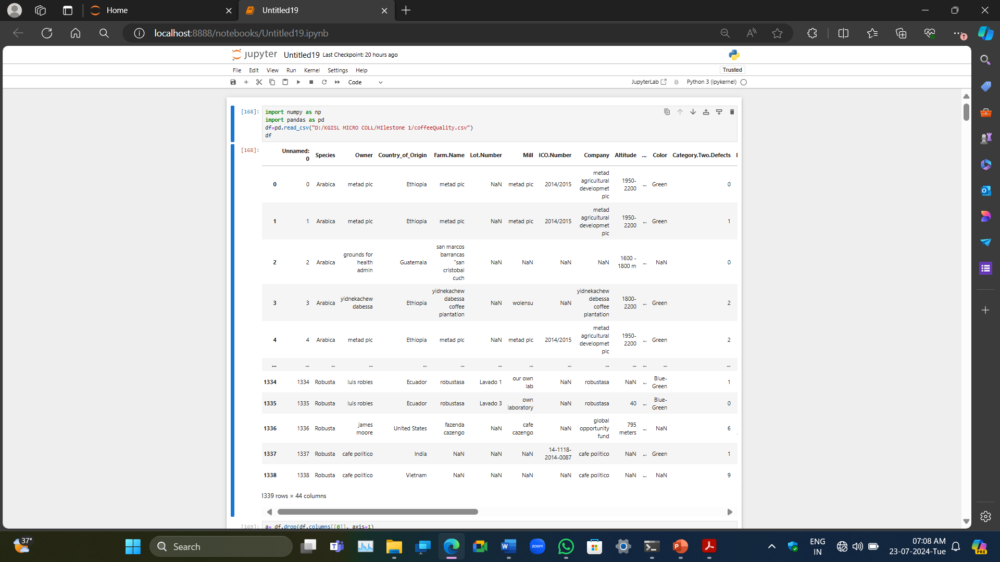 Home
Untitled19
localhost:8888/notebooks/Untitled19.ipynb
jupyter Untitled19 Last Checkpoint: 20 hours ago
File Edit View Run Kernel Settings Help
Trusted
Code
JupyterLab
Python 3 (ipykernel)
[168]:
import numpy as np
import pandas as pd
df=pd.read_csv("D:/KGISL MICRO COLL/MIlestone 1/coffeeQuality.csv")
df
[168]:
Unnamed: 0 Species Owner Country_of_Origin Farm.Name Lot.Number Mill ICO.Number Company Altitude ... Color Category.Two.Defects
0 0 Arabica metad plc Ethiopia metad plc NaN metad plc 2014/2015 metad agricultural developmet plc 1950-2200 ... Green 0
1 1 Arabica metad plc Ethiopia metad plc NaN metad plc 2014/2015 metad agricultural developmet plc 1950-2200 ... Green 1
2 2 Arabica grounds for health admin Guatemala san marcos barrancas "san cristobal cuch NaN NaN NaN NaN 1600 - 1800 m ... NaN 0
3 3 Arabica yidnekachew dabessa Ethiopia yidnekachew dabessa coffee plantation NaN wolensu NaN yidnekachew debessa coffee plantation 1800-2200 ... Green 2
4 4 Arabica metad plc Ethiopia metad plc NaN metad plc 2014/2015 metad agricultural developmet plc 1950-2200 ... Green 2
... ... ... ... ... ... ... ... ... ... ... ... ... ...
1334 1334 Robusta luis robles Ecuador robustasa Lavado 1 our own lab NaN robustasa NaN ... Blue-Green 1
1335 1335 Robusta luis robles Ecuador robustasa Lavado 3 own laboratory NaN robustasa 40 ... Blue-Green 0
1336 1336 Robusta james moore United States fazenda cazengo NaN cafe cazengo NaN global opportunity fund 795 meters ... NaN 6
1337 1337 Robusta cafe politico India NaN NaN NaN 14-1118-2014-0087 cafe politico NaN ... Green 1
1338 1338 Robusta cafe politico Vietnam NaN NaN NaN NaN cafe politico NaN ... NaN 9
1339 rows × 44 columns
[169]:
a= df.drop(df.columns[[0]], axis=1)
37°
Search
zoom
ENG
IN
07:08 AM
23-07-2024-Tue
PRE